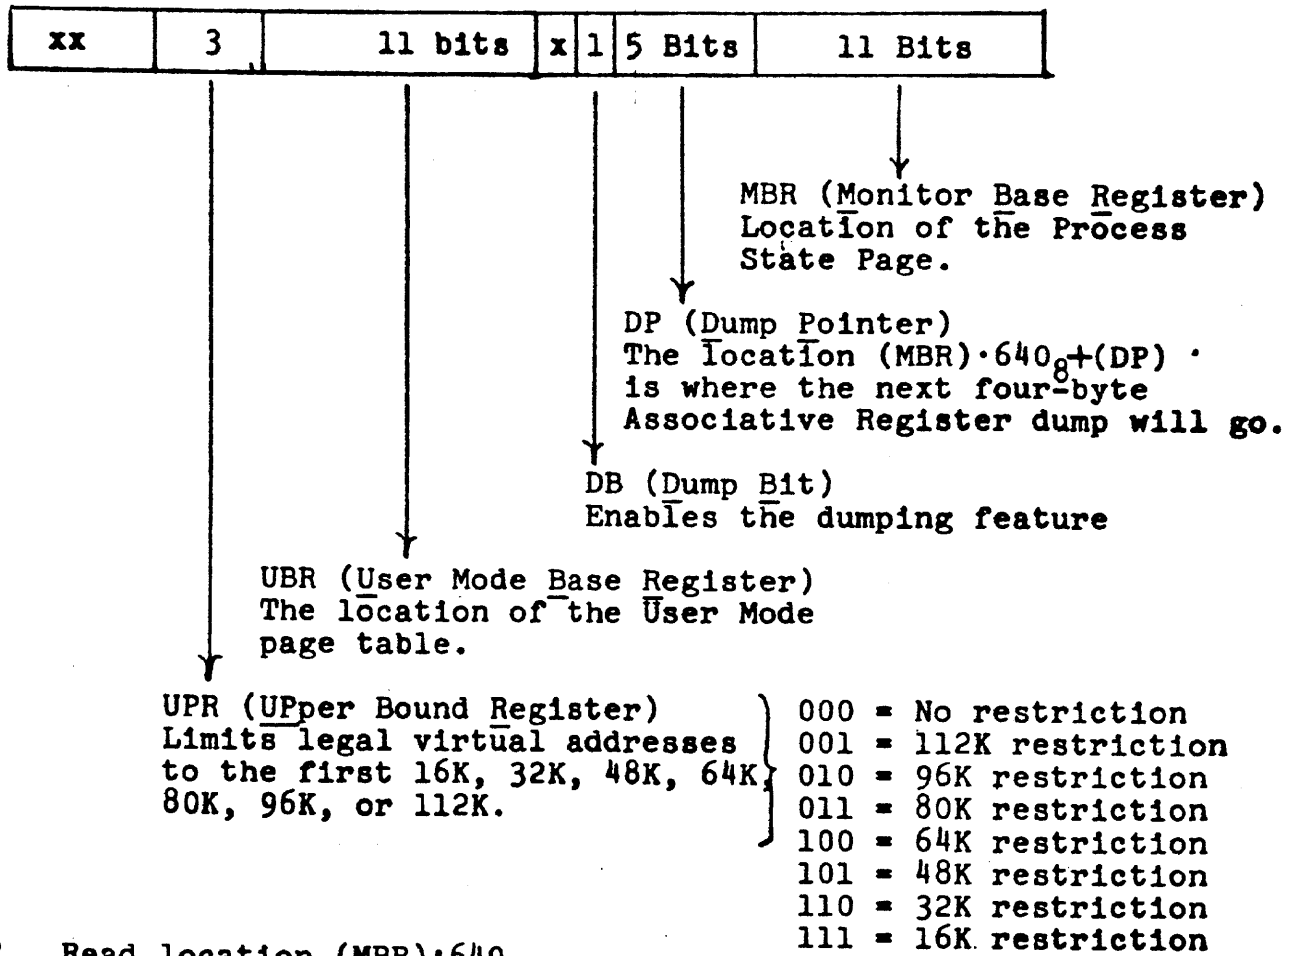 xx 3 11 bits x 1 5 Bits 11 Bits
MBR (Monitor Base Register)
Location of the Process
State Page.
DP (Dump Pointer)
The location (MBR)·640₈+(DP)
is where the next four-byte
Associative Register dump will go.
DB (Dump Bit)
Enables the dumping feature
UBR (User Mode Base Register)
The location of the User Mode
page table.
UPR (UPper Bound Register)
Limits legal virtual addresses
to the first 16K, 32K, 48K, 64K,
80K, 96K, or 112K.
000 = No restriction
001 = 112K restriction
010 = 96K restriction
011 = 80K restriction
100 = 64K restriction
101 = 48K restriction
110 = 32K restriction
111 = 16K restriction
Read location (MBR)·640